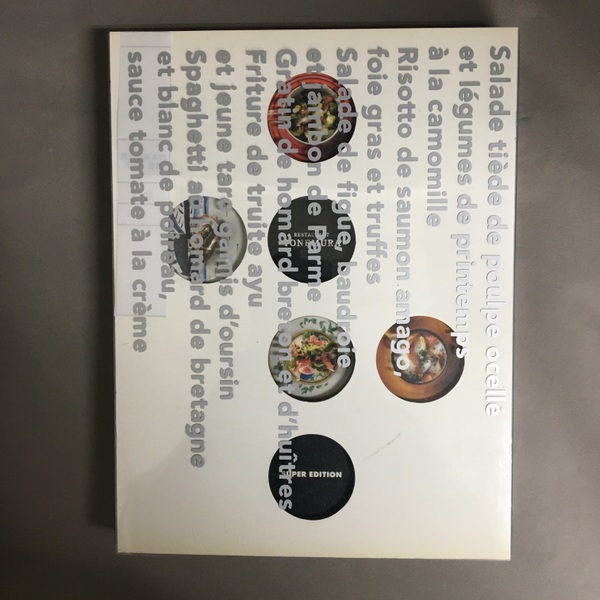 Salade tiède de poulpe ocellé
et légumes de printemps
à la camomille
Risotto de saumon amago,
foie gras et truffes
Salade de figue, baudroie
et jambon de Parme
Gratin de homard breton et d'huîtres
Friture de truite ayu
et jeune taro garnis d'oursin
Spaghetti au homard de bretagne
et blanc de poireau,
sauce tomate à la crème
RESTAURANT
YONEMURA
SUPER EDITION